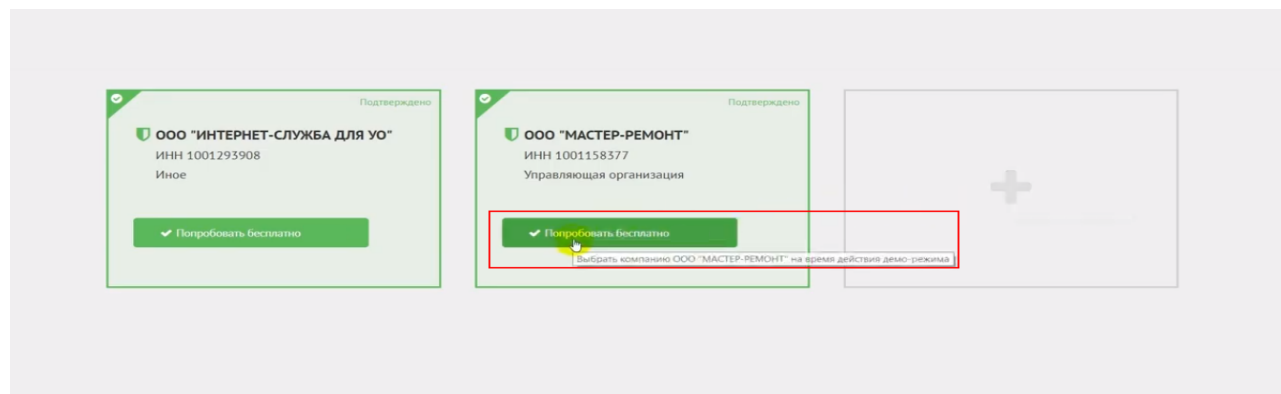 Подтверждено
ООО "ИНТЕРНЕТ-СЛУЖБА ДЛЯ УО"
ИНН 1001293908
Иное
Попробовать бесплатно
Подтверждено
ООО "МАСТЕР-РЕМОНТ"
ИНН 1001158377
Управляющая организация
Попробовать бесплатно
Выбрать компанию ООО "МАСТЕР-РЕМОНТ" на время действия демо-режима